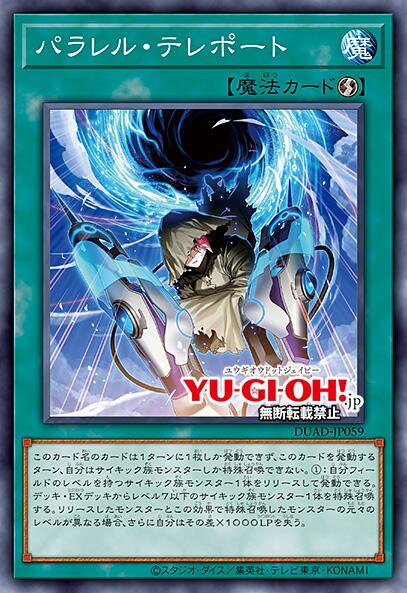 パラレル・テレポート
魔
【魔法カード】
ユウギオウドットジェイピー
YU-GI-OH!.jp
無断転載禁止
DUAD-JP059
このカード名のカードは1ターンに1枚しか発動できず、このカードを発動する
ターン、自分はサイキック族モンスターしか特殊召喚できない。①:自分フィール
ドのレベルを持つサイキック族モンスター1体をリリースして発動できる。
デッキ・EXデッキからレベル7以下のサイキック族モンスター1体を特殊召喚
する。リリースしたモンスターとこの効果で特殊召喚したモンスターの元々の
レベルが異なる場合、さらに自分はその差×1000LPを失う。
©スタジオ・ダイス/集英社・テレビ東京・KONAMI